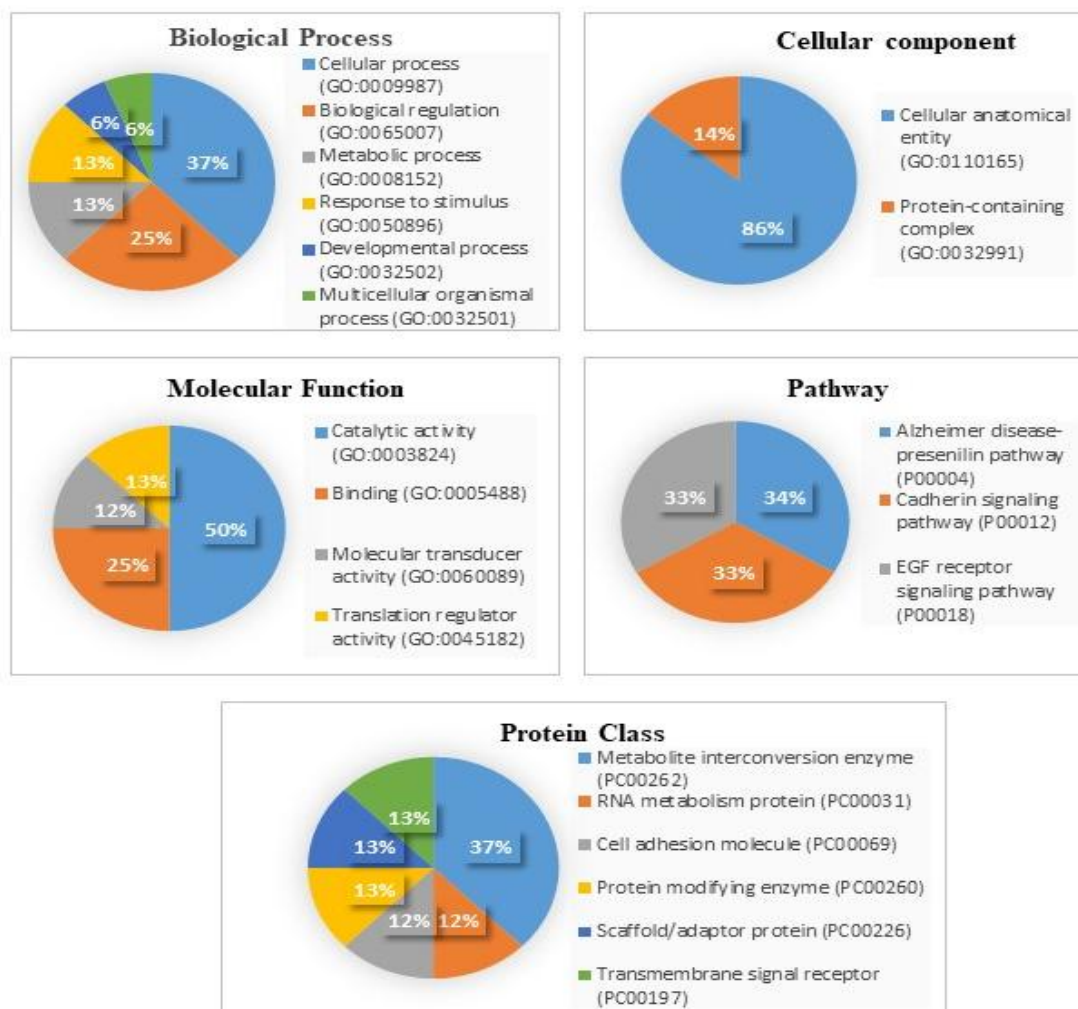 Biological Process
Cellular process
(GO:0009987)
Biological regulation
(GO:0065007)
Metabolic process
(GO:0008152)
Response to stimulus
(GO:0050896)
Developmental process
(GO:0032502)
Multicellular organismal
process (GO:0032501)
6%
6%
37%
13%
13%
25%
Cellular component
Cellular anatomical
entity
(GO:0110165)
Protein-containing
complex
(GO:0032991)
14%
86%
Molecular Function
Catalytic activity
(GO:0003824)
Binding (GO:0005488)
Molecular transducer
activity (GO:0060089)
Translation regulator
activity (GO:0045182)
13%
12%
50%
25%
Pathway
Alzheimer disease-
presenilin pathway
(P00004)
Cadherin signaling
pathway (P00012)
EGF receptor
signaling pathway
(P00018)
33%
34%
33%
Protein Class
Metabolite interconversion enzyme
(PC00262)
RNA metabolism protein (PC00031)
Cell adhesion molecule (PC00069)
Protein modifying enzyme (PC00260)
Scaffold/adaptor protein (PC00226)
Transmembrane signal receptor
(PC00197)
13%
13%
37%
13%
12%
12%